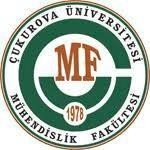 ÇUKUROVA ÜNİVERSİTESİ
MF
1978
MÜHENDİSLİK FAKÜLTESİ